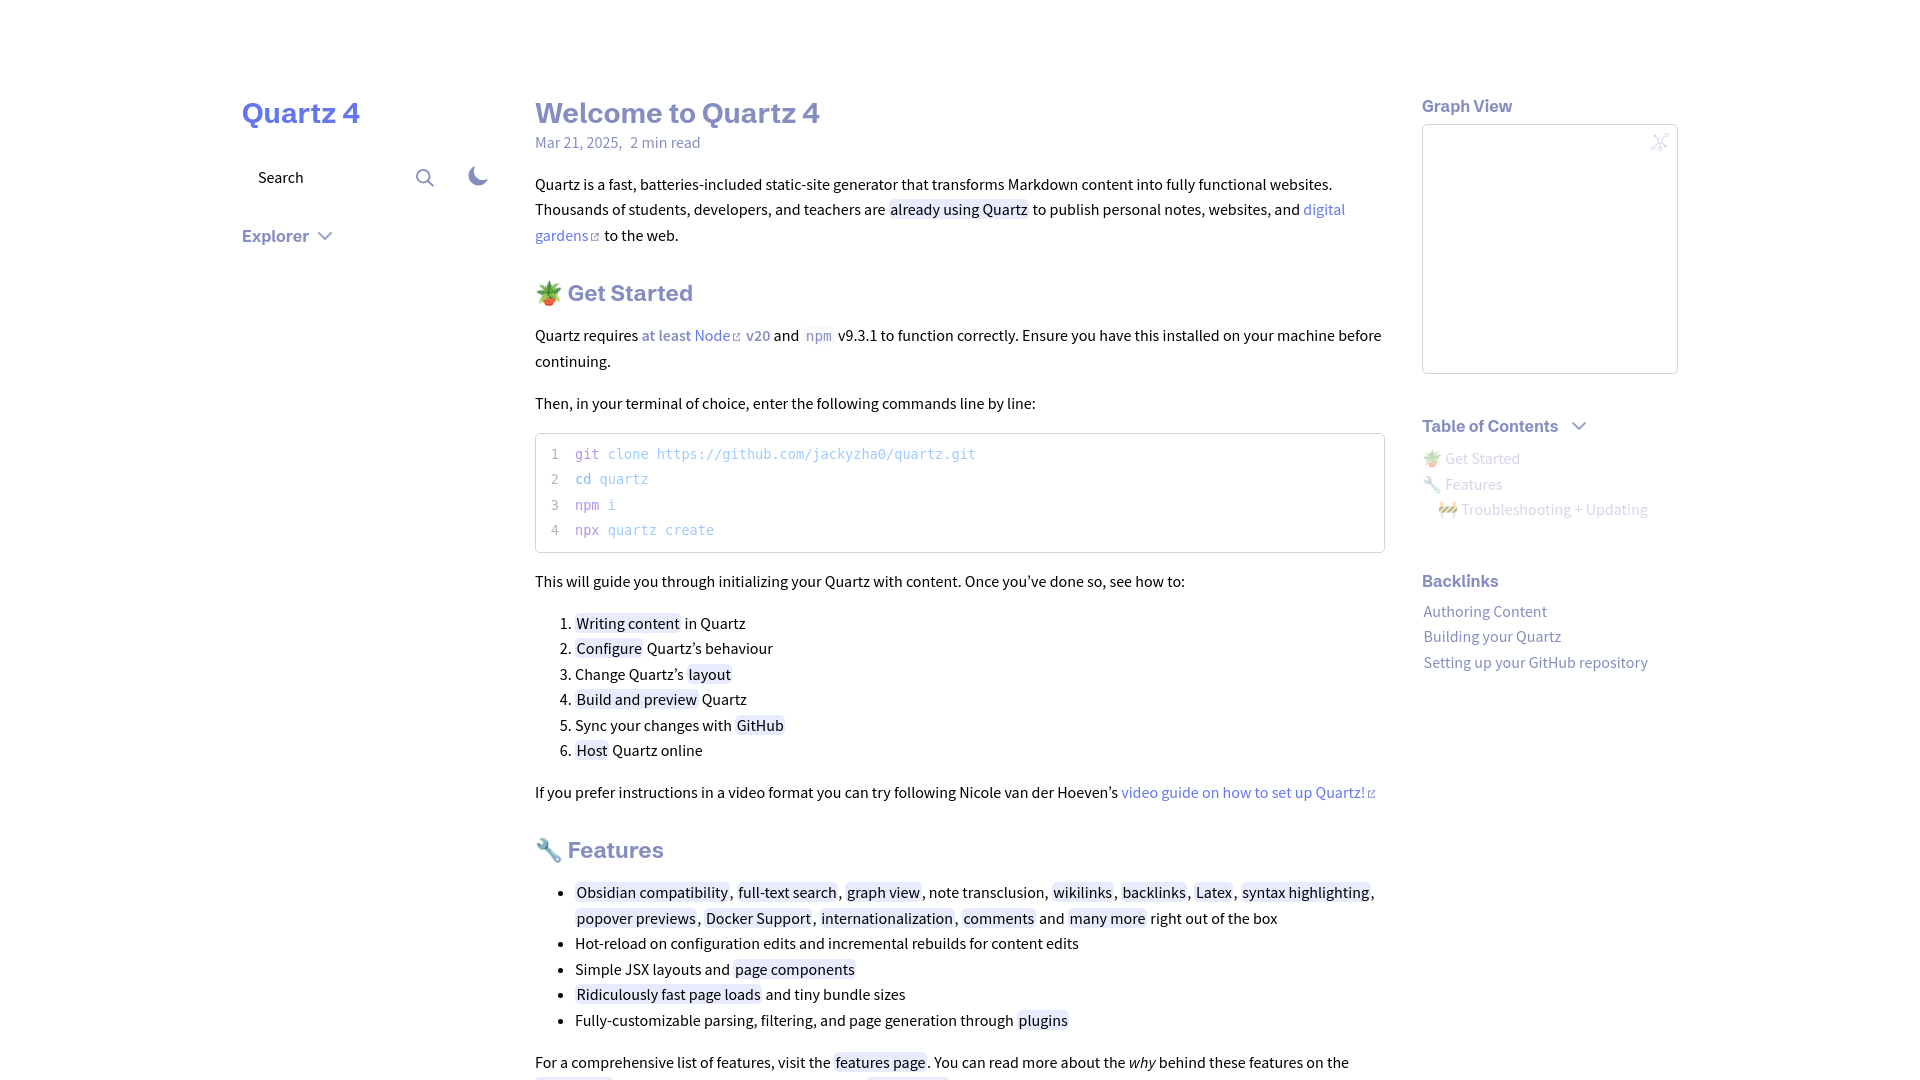 Quartz 4
Search
Explorer
Welcome to Quartz 4
Mar 21, 2025, 2 min read
Quartz is a fast, batteries-included static-site generator that transforms Markdown content into fully functional websites.
Thousands of students, developers, and teachers are already using Quartz to publish personal notes, websites, and digital
gardens to the web.
🪴 Get Started
Quartz requires at least Node v20 and npm v9.3.1 to function correctly. Ensure you have this installed on your machine before
continuing.
Then, in your terminal of choice, enter the following commands line by line:
1 git clone https://github.com/jackyzha0/quartz.git
2 cd quartz
3 npm i
4 npx quartz create
This will guide you through initializing your Quartz with content. Once you’ve done so, see how to:
1. Writing content in Quartz
2. Configure Quartz’s behaviour
3. Change Quartz’s layout
4. Build and preview Quartz
5. Sync your changes with GitHub
6. Host Quartz online
If you prefer instructions in a video format you can try following Nicole van der Hoeven’s video guide on how to set up Quartz!
🔧 Features
• Obsidian compatibility, full-text search, graph view, note transclusion, wikilinks, backlinks, Latex, syntax highlighting,
popover previews, Docker Support, internationalization, comments and many more right out of the box
• Hot-reload on configuration edits and incremental rebuilds for content edits
• Simple JSX layouts and page components
• Ridiculously fast page loads and tiny bundle sizes
• Fully-customizable parsing, filtering, and page generation through plugins
For a comprehensive list of features, visit the features page. You can read more about the why behind these features on the
Graph View
Table of Contents
🪴 Get Started
🔧 Features
🚧 Troubleshooting + Updating
Backlinks
Authoring Content
Building your Quartz
Setting up your GitHub repository